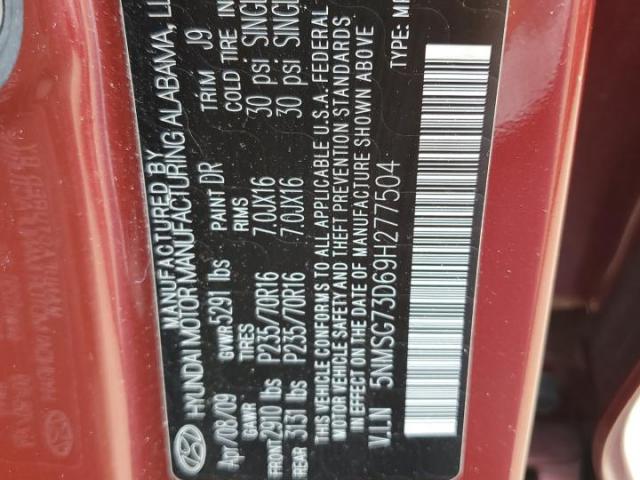 MANUFACTURED BY
HYUNDAI MOTOR MANUFACTURING ALABAMA, LL
Apr/08/09 GVWR 5291 lbs PAINT DR TRIM J9
GAWR TIRES RIMS COLD TIRE IN
FRONT 2910 lbs P235/70R16 7.0JX16 30 psi SINGL
REAR 3131 lbs P235/70R16 7.0JX16 30 psi SINGL
THIS VEHICLE CONFORMS TO ALL APPLICABLE U.S.A. FEDERAL
MOTOR VEHICLE SAFETY AND THEFT PREVENTION STANDARDS
IN EFFECT ON THE DATE OF MANUFACTURE SHOWN ABOVE
V.I.N 5NMSG73D69H277504 TYPE: